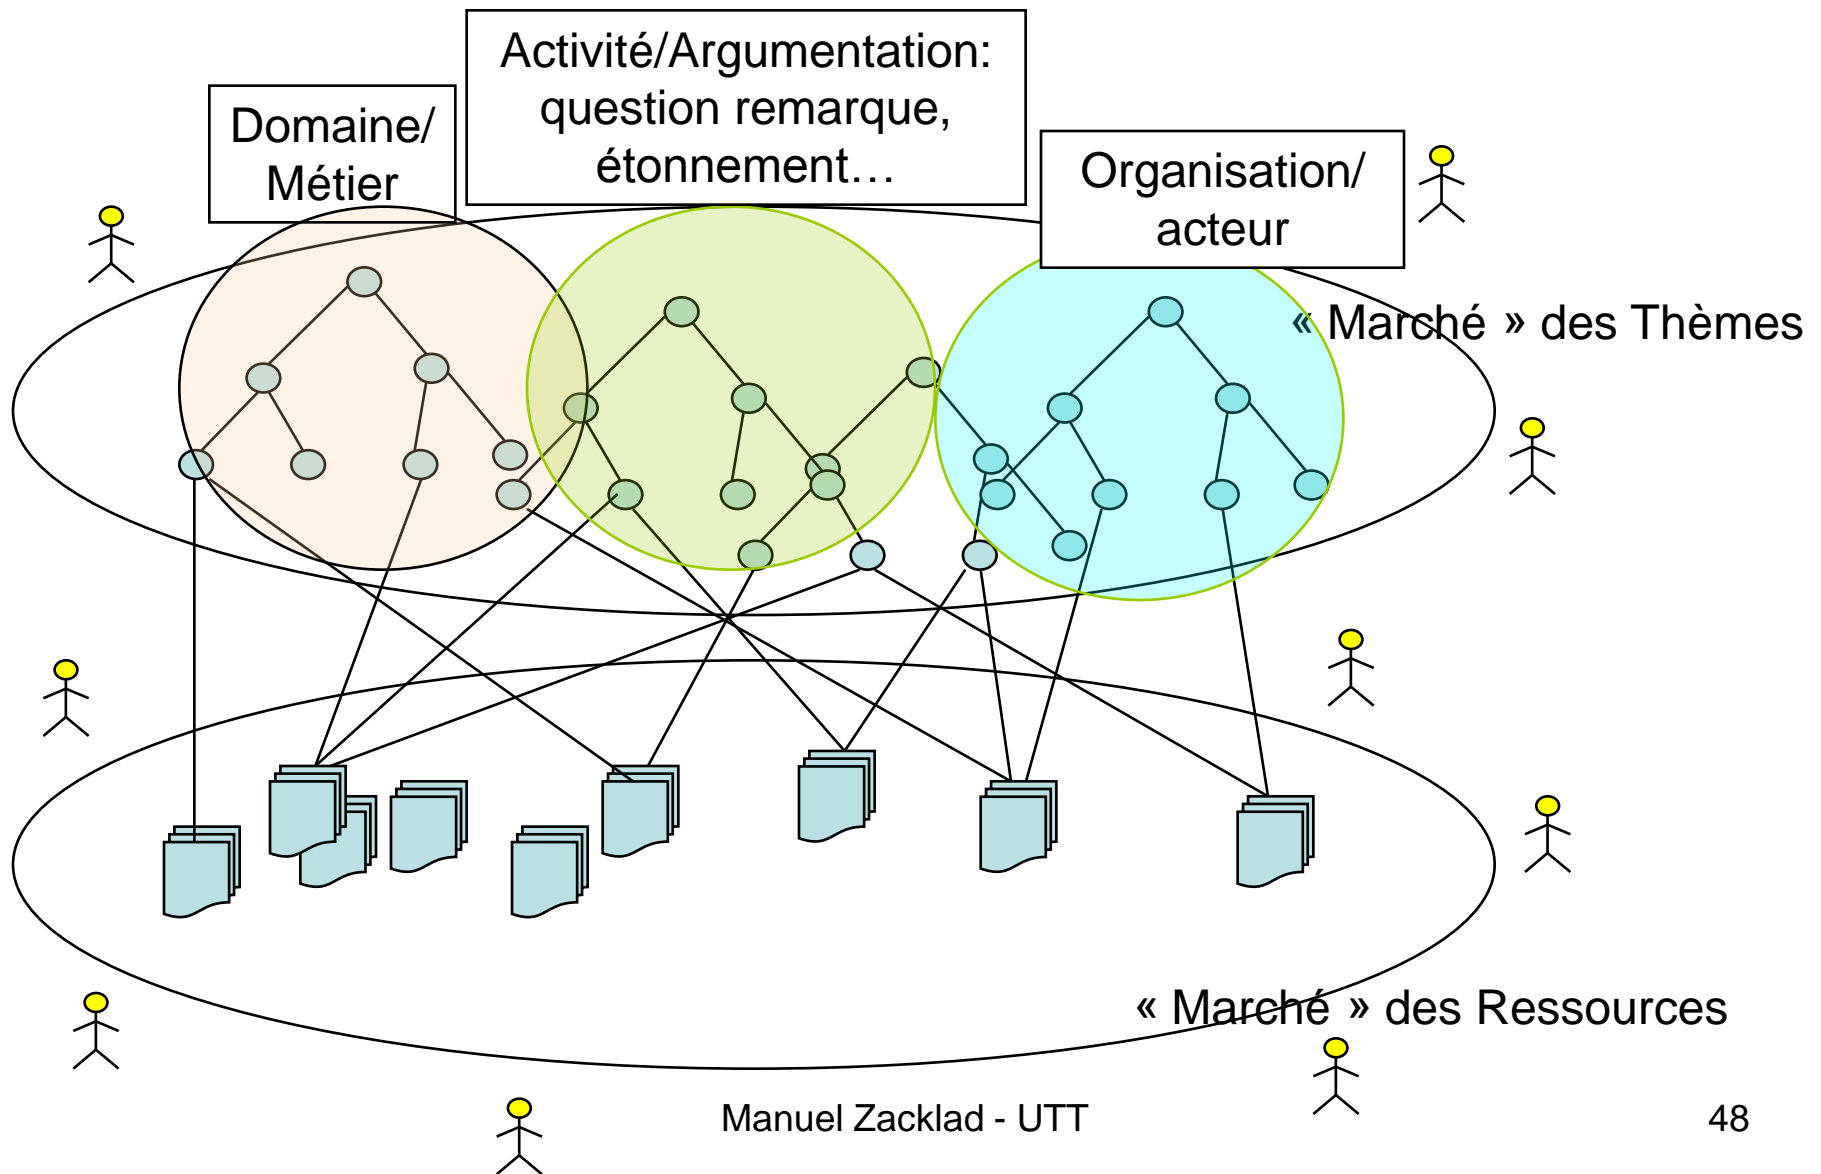 Activité/Argumentation:
question remarque,
étonnement…
Domaine/
Métier
Organisation/
acteur
« Marché » des Thèmes
« Marché » des Ressources
Manuel Zacklad - UTT
48